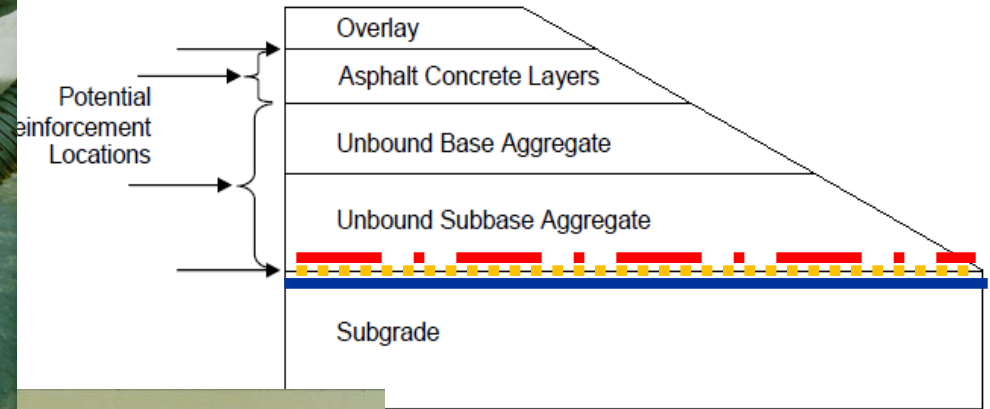 Overlay
Asphalt Concrete Layers
Potential
einforcement
Locations
Unbound Base Aggregate
Unbound Subbase Aggregate
Subgrade